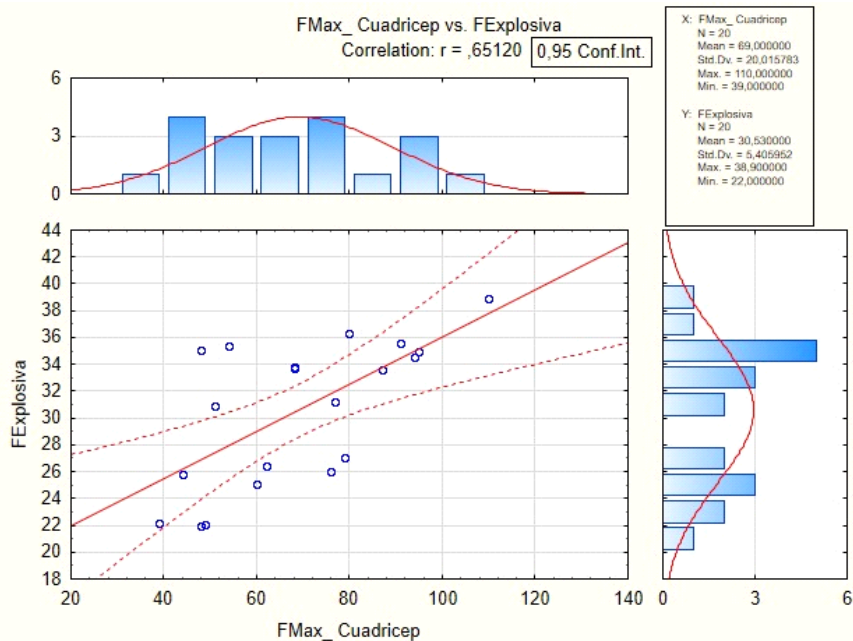 FMax_ Cuadricep vs. FExplosiva
Correlation: r = ,65120
0,95 Conf.Int.
X: FMax_ Cuadricep
N = 20
Mean = 69,000000
Std.Dv. = 20,015783
Max. = 110,000000
Min. = 39,000000
Y: FExplosiva
N = 20
Mean = 30,530000
Std.Dv. = 5,405952
Max. = 38,900000
Min. = 22,000000
6
3
0
44
42
40
38
36
34
32
30
28
26
24
22
20
18
FExplosiva
20 40 60 80 100 120 140
FMax_ Cuadricep
0 3 6